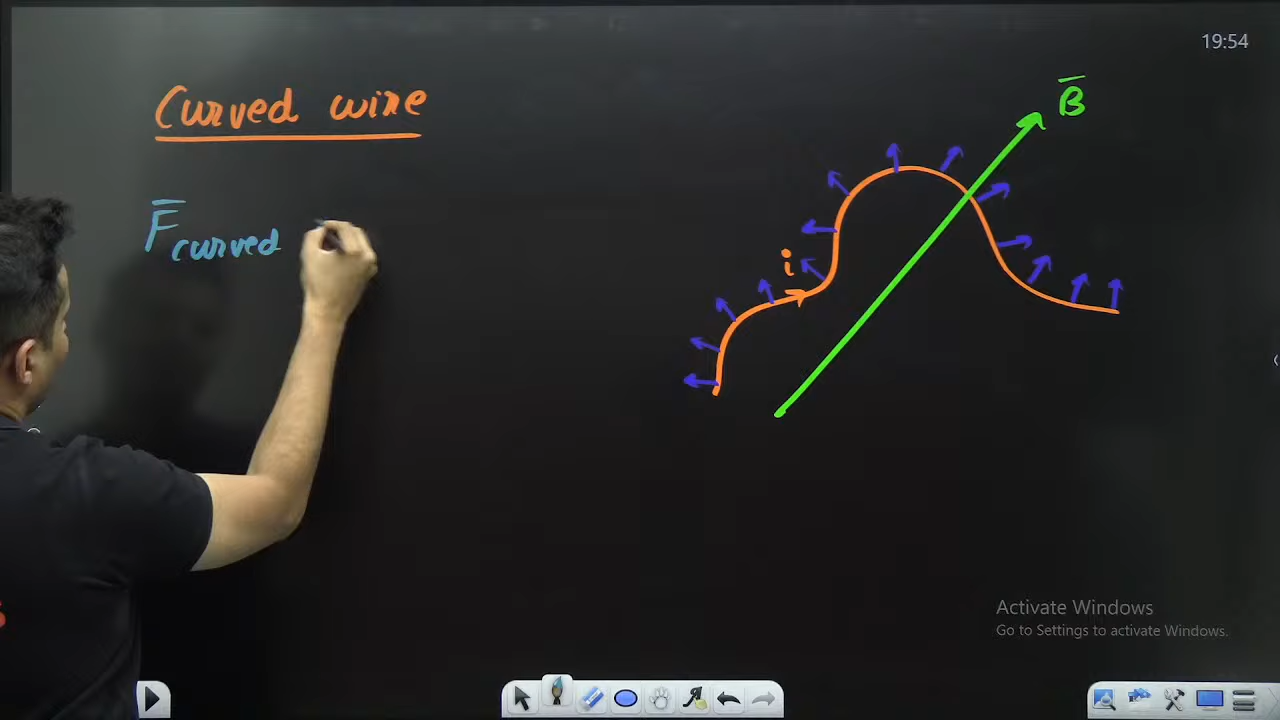 19:54
Curved wire
F̅curved
B̅
i
Activate Windows
Go to Settings to activate Windows.